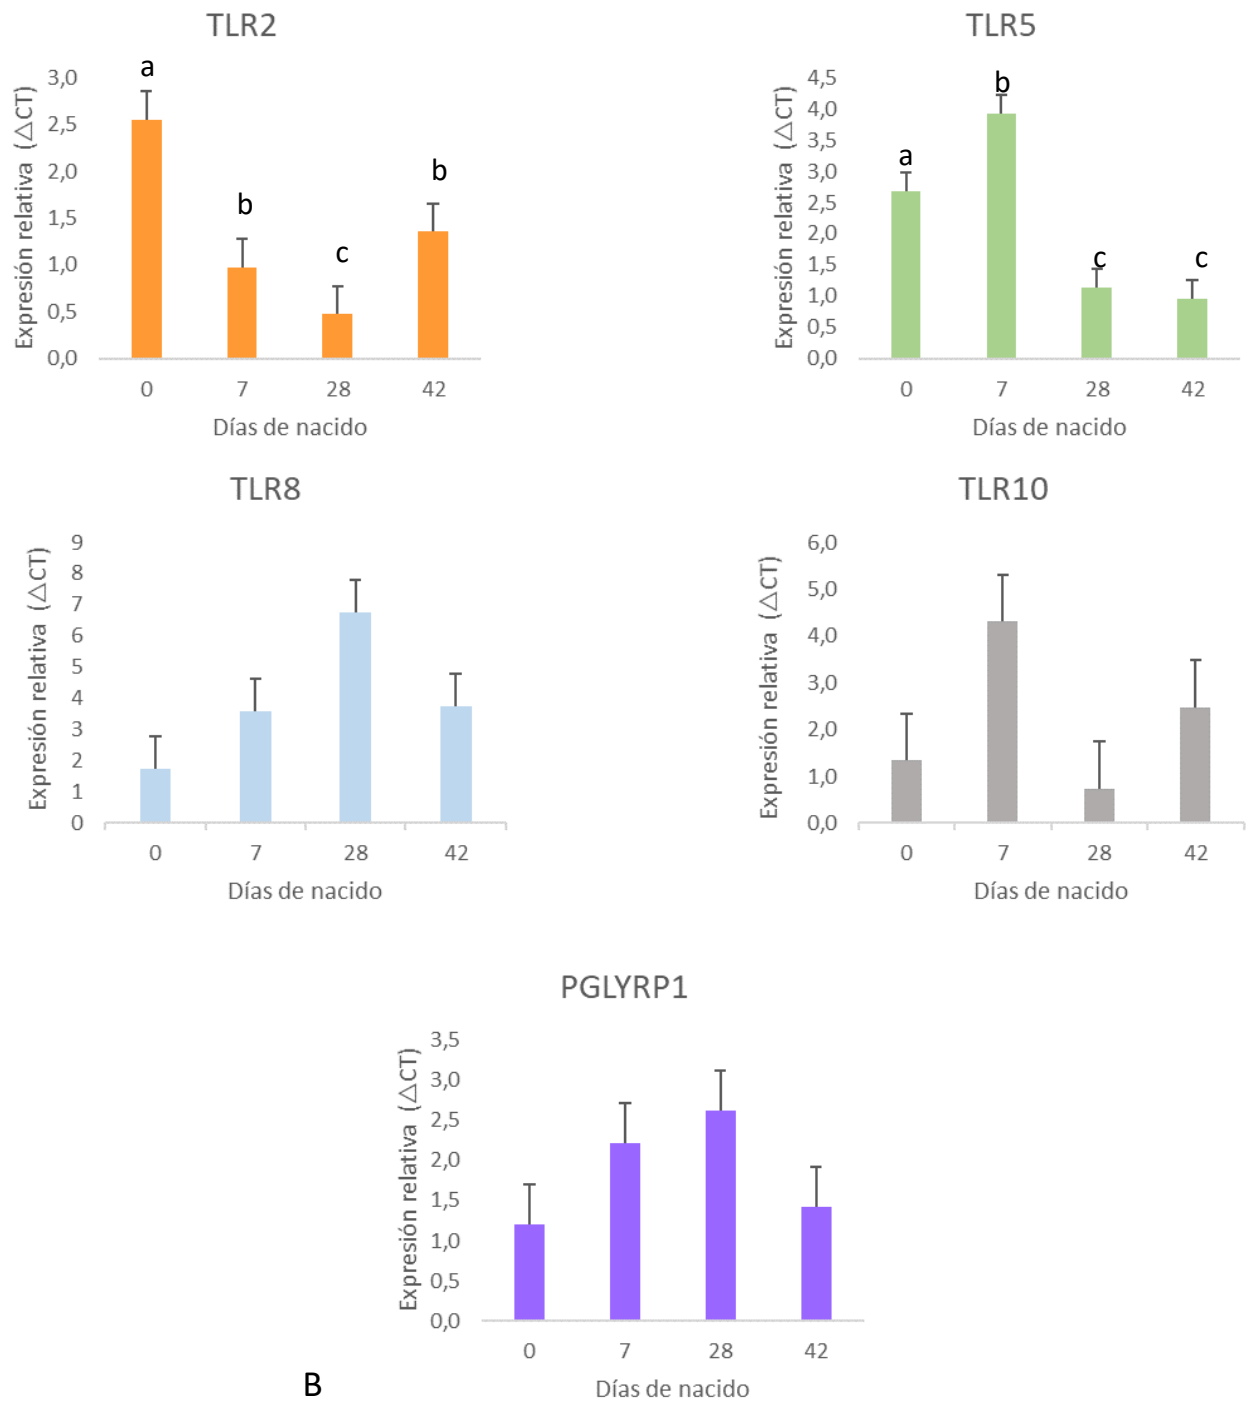 TLR2
Expresión relativa (△CT)
3,0
2,5
2,0
1,5
1,0
0,5
0,0
a
b
c
b
0 7 28 42
Días de nacido
TLR5
Expresión relativa (△CT)
4,5
4,0
3,5
3,0
2,5
2,0
1,5
1,0
0,5
0,0
a
b
c
c
0 7 28 42
Días de nacido
TLR8
Expresión relativa (△CT)
9
8
7
6
5
4
3
2
1
0
0 7 28 42
Días de nacido
TLR10
Expresión relativa (△CT)
6,0
5,0
4,0
3,0
2,0
1,0
0,0
0 7 28 42
Días de nacido
PGLYRP1
Expresión relativa (△CT)
3,5
3,0
2,5
2,0
1,5
1,0
0,5
0,0
0 7 28 42
Días de nacido
B